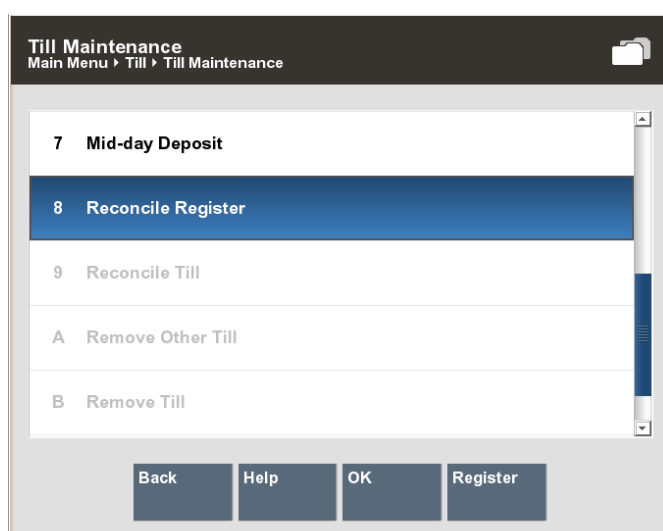 Till Maintenance
Main Menu ▸ Till ▸ Till Maintenance
7 Mid-day Deposit
8 Reconcile Register
9 Reconcile Till
A Remove Other Till
B Remove Till
Back Help OK Register